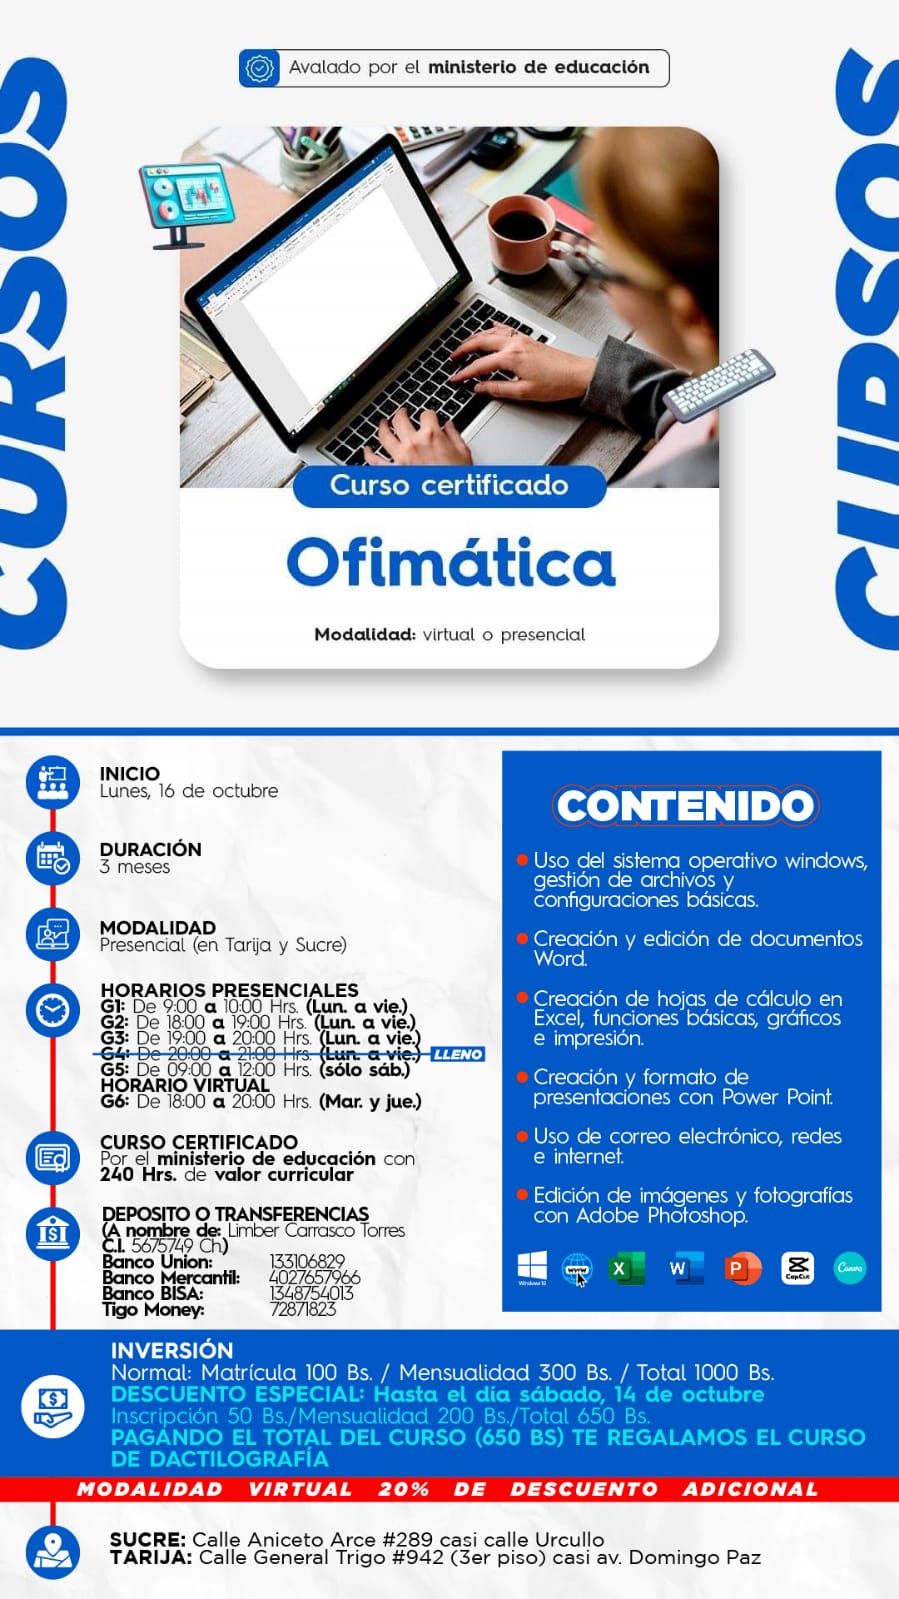 CURSOS
CURSOS
Avalado por el ministerio de educación
Curso certificado
Ofimática
Modalidad: virtual o presencial
INICIO
Lunes, 16 de octubre
DURACIÓN
3 meses
MODALIDAD
Presencial (en Tarija y Sucre)
HORARIOS PRESENCIALES
G1: De 9:00 a 10:00 Hrs. (Lun. a vie.)
G2: De 18:00 a 19:00 Hrs. (Lun. a vie.)
G3: De 19:00 a 20:00 Hrs. (Lun. a vie.)
G4: De 20:00 a 21:00 Hrs. (Lun. a vie.) LLENO
G5: De 09:00 a 12:00 Hrs. (sólo sáb.)
HORARIO VIRTUAL
G6: De 18:00 a 20:00 Hrs. (Mar. y jue.)
CURSO CERTIFICADO
Por el ministerio de educación con
240 Hrs. de valor curricular
DEPOSITO O TRANSFERENCIAS
(A nombre de: Limber Carrasco Torres
C.I. 5675749 Ch.)
Banco Union: 133106829
Banco Mercantil: 4027657966
Banco BISA: 1348754013
Tigo Money: 72871823
CONTENIDO
Uso del sistema operativo windows,
gestión de archivos y
configuraciones básicas.
Creación y edición de documentos
Word.
Creación de hojas de cálculo en
Excel, funciones básicas, gráficos
e impresión.
Creación y formato de
presentaciones con Power Point.
Uso de correo electrónico, redes
e internet.
Edición de imágenes y fotografías
con Adobe Photoshop.
Windows 10
www
X
W
P
CapCut
Canva
INVERSIÓN
Normal: Matrícula 100 Bs. / Mensualidad 300 Bs. / Total 1000 Bs.
DESCUENTO ESPECIAL: Hasta el día sábado, 14 de octubre
Inscripción 50 Bs./Mensualidad 200 Bs./Total 650 Bs.
PAGANDO EL TOTAL DEL CURSO (650 BS) TE REGALAMOS EL CURSO
DE DACTILOGRAFÍA
MODALIDAD VIRTUAL 20% DE DESCUENTO ADICIONAL
SUCRE: Calle Aniceto Arce #289 casi calle Urcullo
TARIJA: Calle General Trigo #942 (3er piso) casi av. Domingo Paz